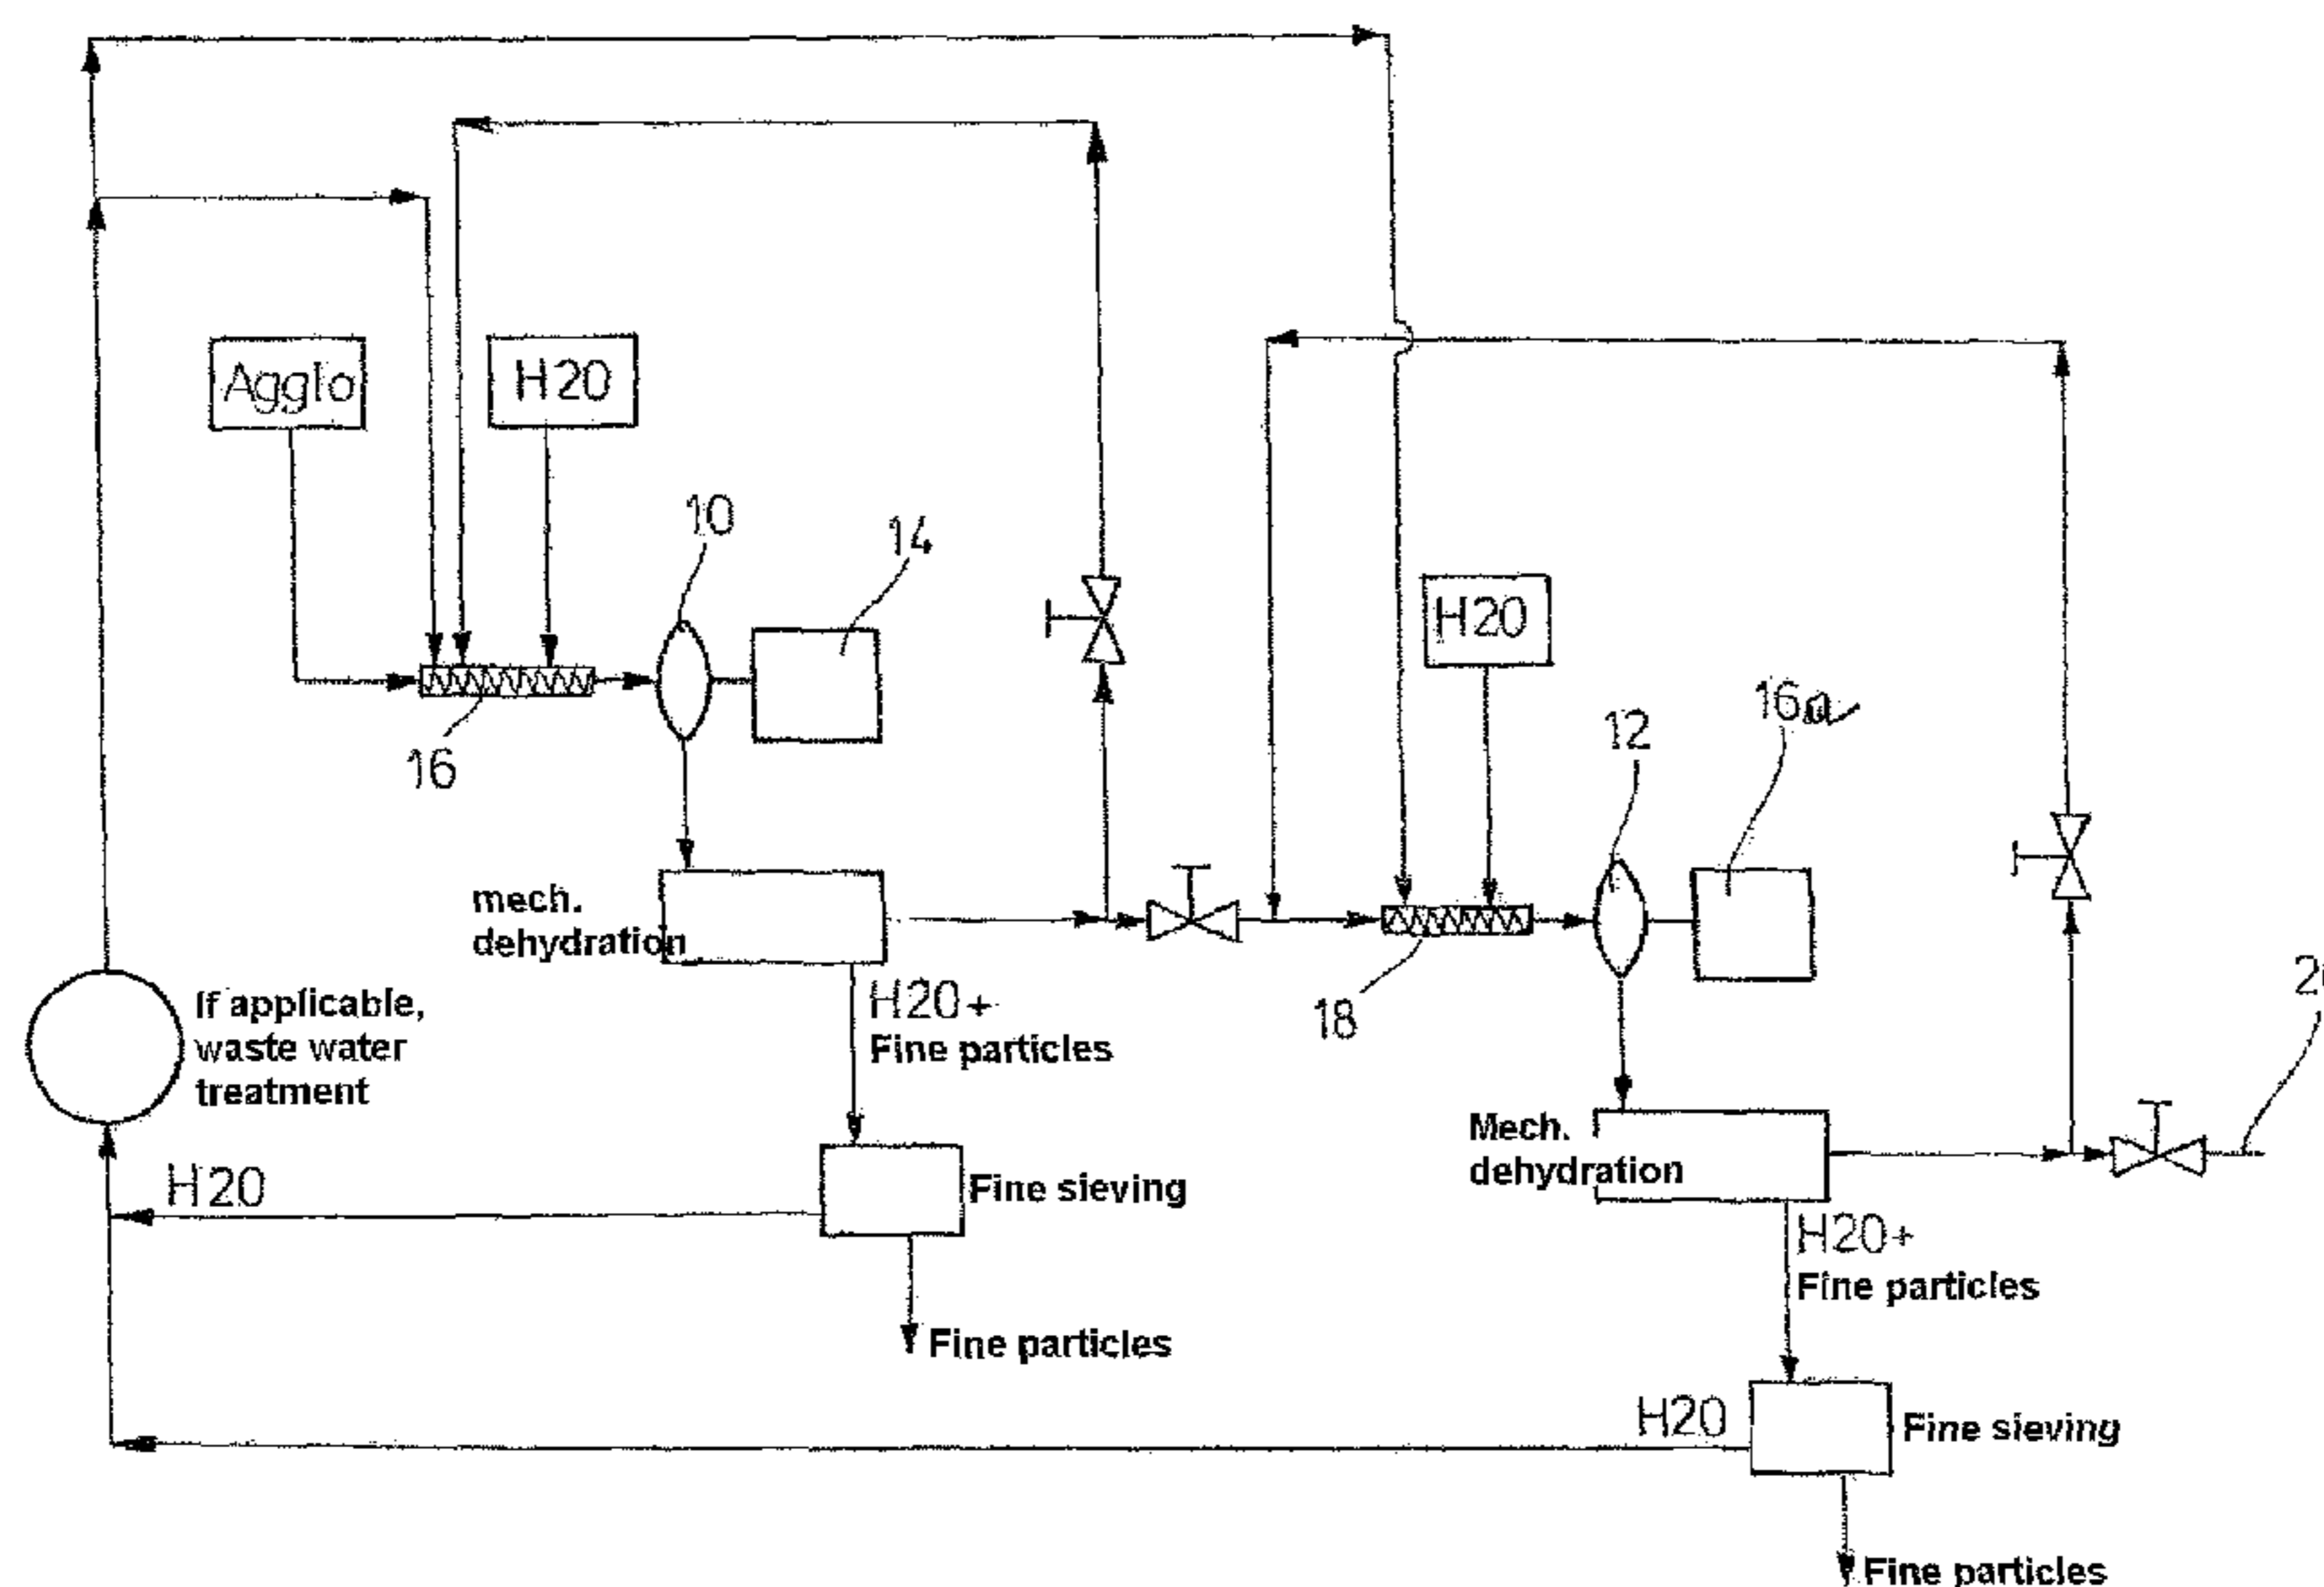 Agglo
H20
10
14
16
H20
16a
12
18
mech.
dehydration
H20+
Fine particles
If applicable,
waste water
treatment
H20
Fine sieving
Fine particles
Mech.
dehydration
H20+
Fine particles
H20
Fine sieving
Fine particles